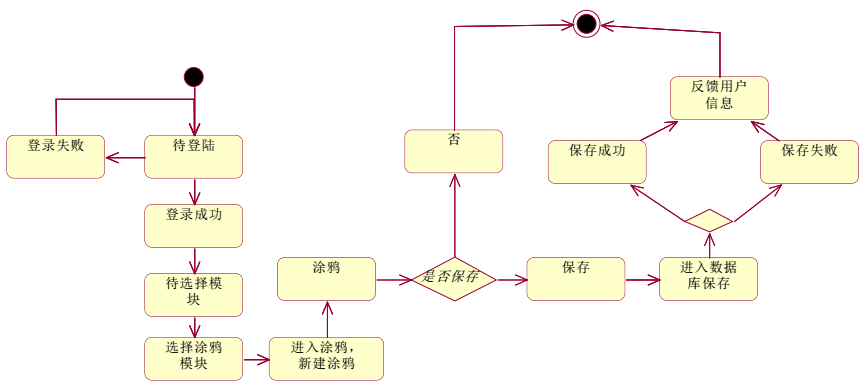 反馈用户
信息
登录失败
待登陆
否
保存成功
保存失败
登录成功
涂鸦
是否保存
保存
进入数据
库保存
待选择模
块
选择涂鸦
模块
进入涂鸦，
新建涂鸦